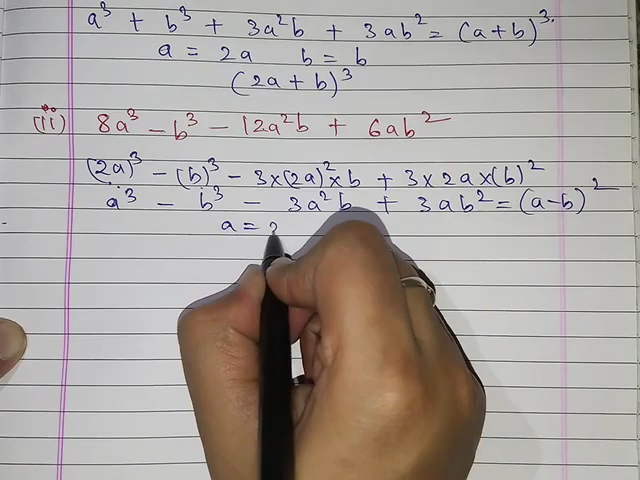 a³ + b³ + 3a²b + 3ab² = (a+b)³.
a = 2a b = b
(2a + b)³
(ii) 8a³ - b³ - 12a²b + 6ab²
(2a)³ - (b)³ - 3×(2a)²×b + 3×2a×(b)²
a³ - b³ - 3a²b + 3ab² = (a-b)²
a = 2